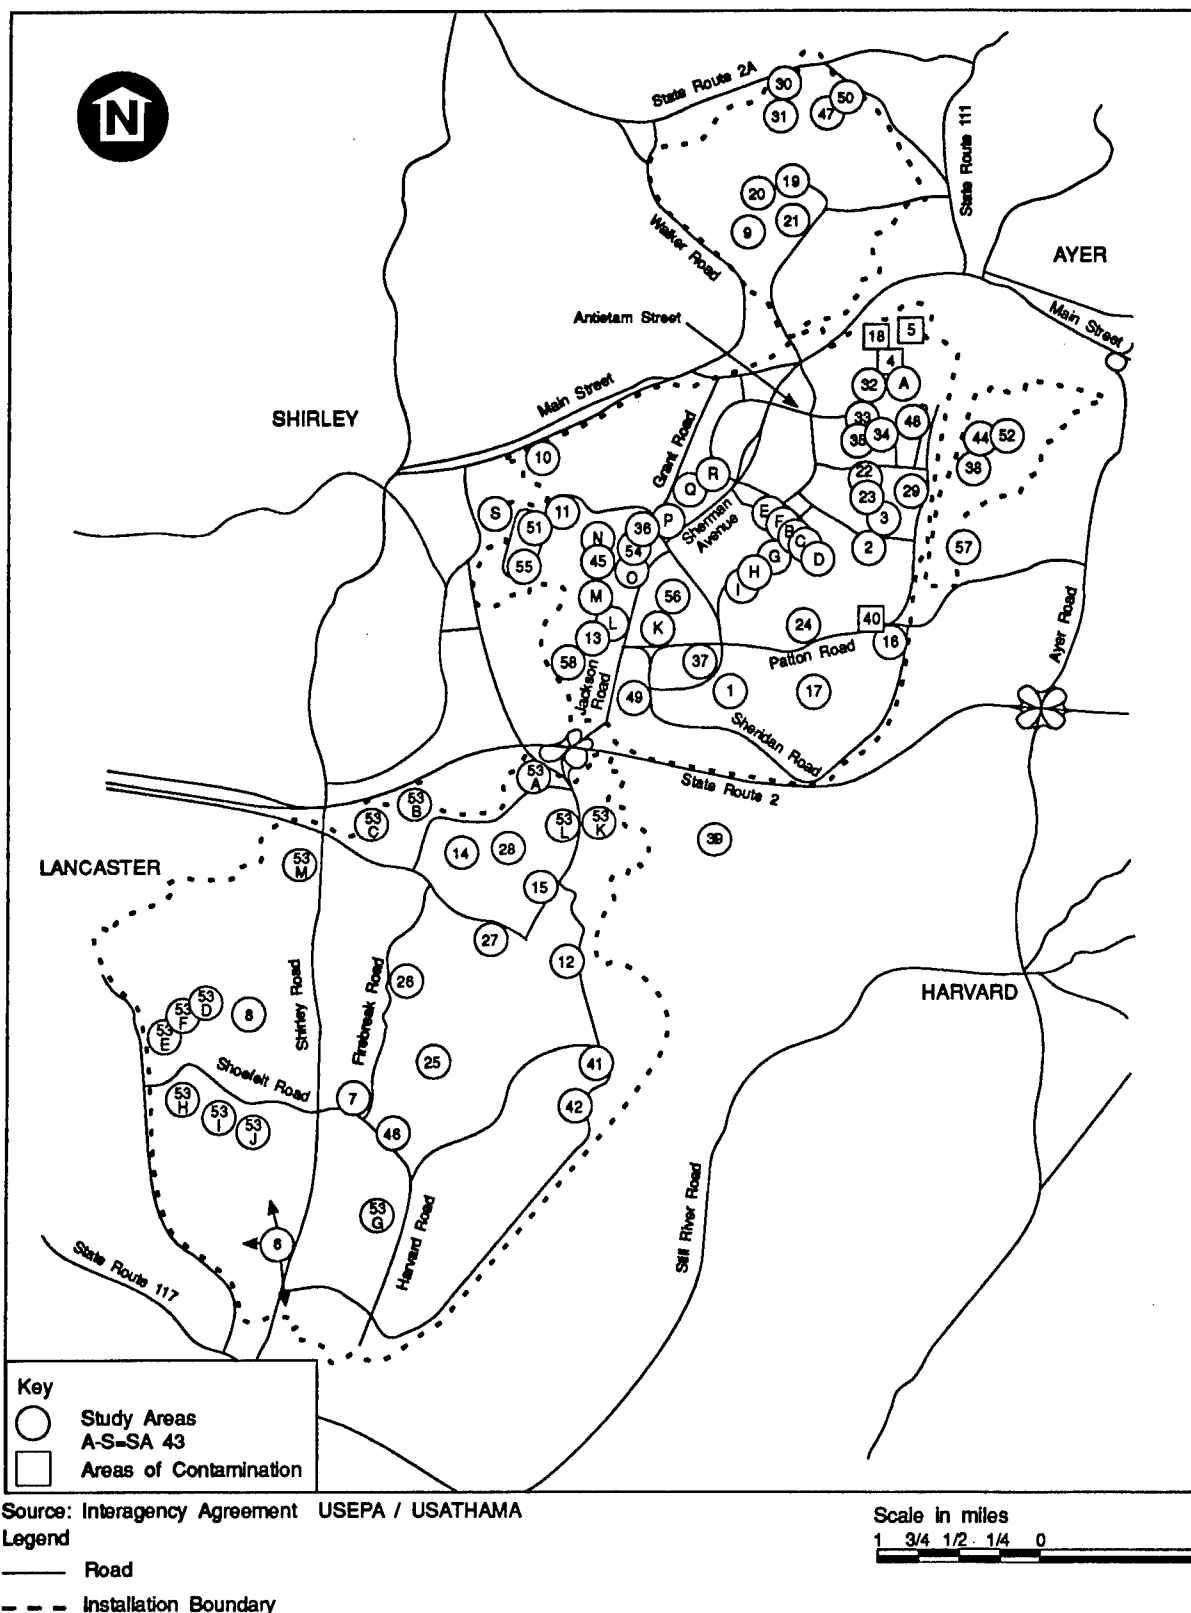 N
State Route 2A
30
50
31
47
State Route 111
19
20
21
9
Walker Road
AYER
Main Street
Antietam Street
18
5
4
32
A
Main Street
SHIRLEY
Grant Road
33
48
35
34
44
52
38
10
R
Q
22
29
23
S
11
51
P
36
Sherman
Avenue
E
F
B
C
D
3
2
57
N
54
45
O
55
G
H
I
M
56
L
K
13
24
40
16
Patton Road
58
37
Jackson
Road
49
1
17
Sheridan Road
Ayer Road
State Route 2
53
A
53
B
53
C
53
L
53
K
39
14
28
53
M
LANCASTER
15
27
12
26
HARVARD
Shirley Road
Firebreak Road
53
D
53
F
53
E
8
25
41
Shoefelt Road
7
42
53
H
53
I
53
J
46
53
G
Harvard Road
Still River Road
6
State Route 117
Key
Study Areas
A-S=SA 43
Areas of Contamination
Source: Interagency Agreement USEPA / USATHAMA
Legend
Road
Installation Boundary
Scale in miles
1 3/4 1/2 1/4 0